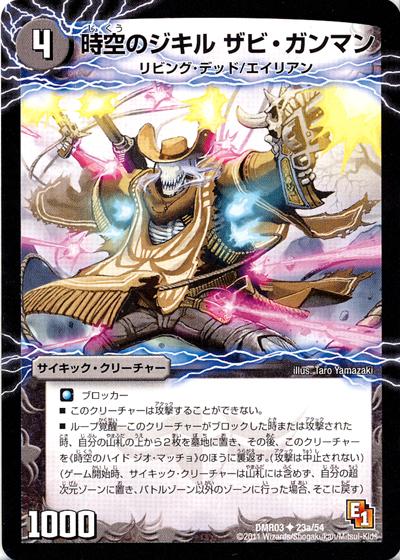 4
時空のジキル ザビ・ガンマン
じくう
リビング・デッド/エイリアン
illus. Taro Yamazaki
サイキック・クリーチャー
ブロッカー
■ このクリーチャーは攻撃することができない。
■ ループ覚醒—このクリーチャーがブロックした時または攻撃された
時、自分の山札の上から2枚を墓地に置き、その後、このクリーチャー
を《時空のハイド ジオ・マッチョ》のほうに裏返す。(攻撃は中止されない)
(ゲーム開始時、サイキック・クリーチャーは山札には含めず、自分の超
次元ゾーンに置き、バトルゾーン以外のゾーンに行った場合、そこに戻す)
1000
DMR03 ◆ 23a/54
©2011 Wizards/Shogakukan/Mitsui-Kids
E1